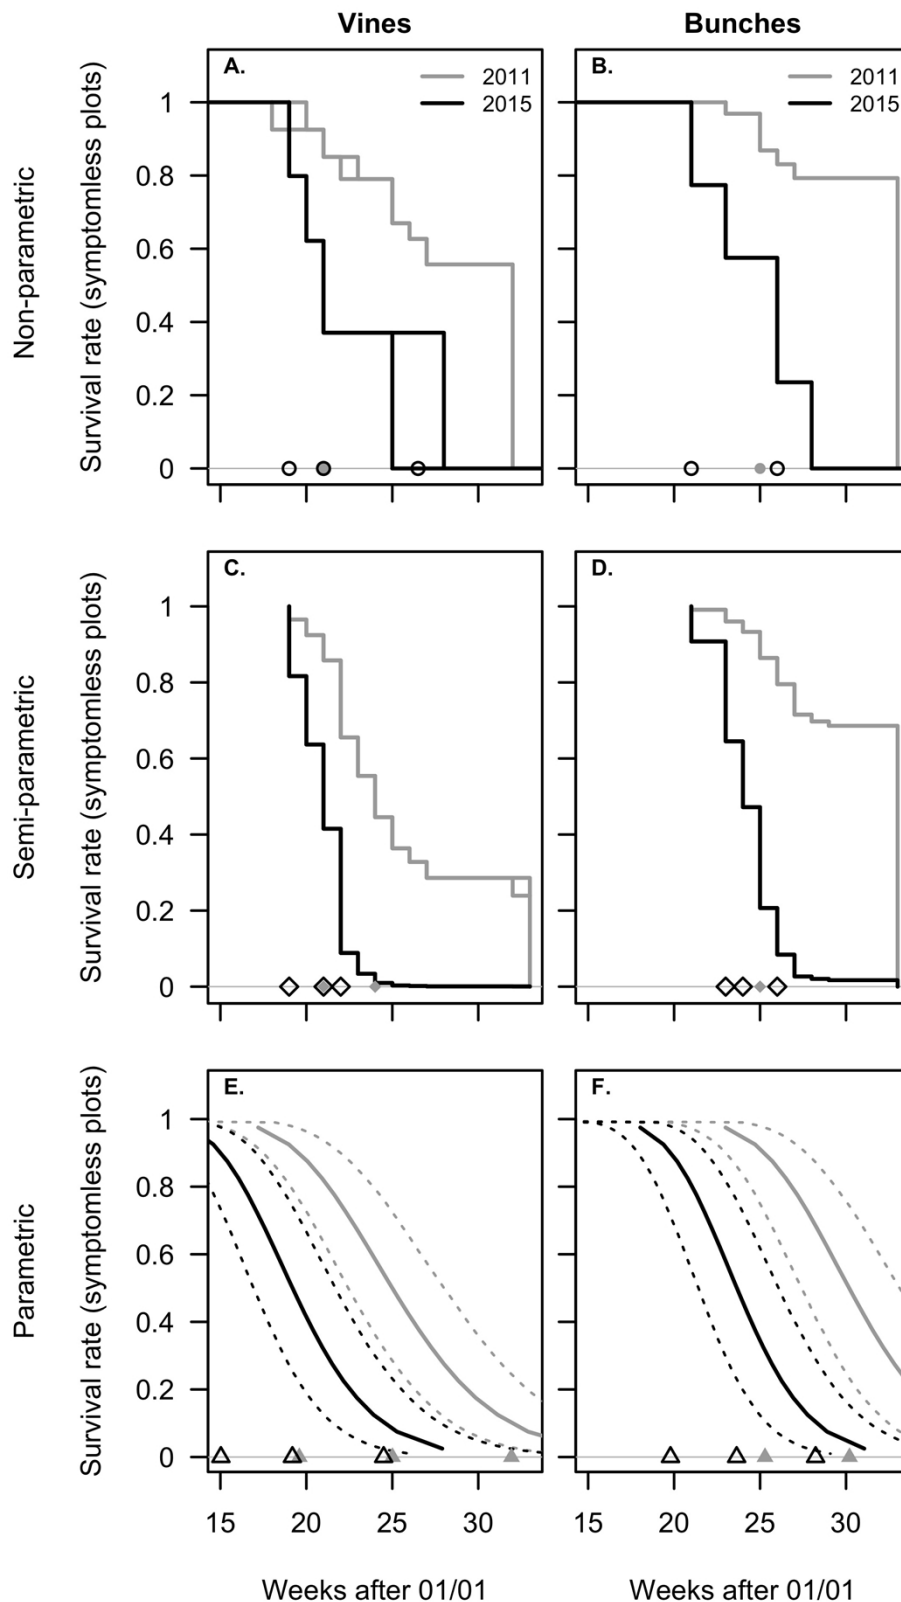 Vines
Bunches
A.
2011
2015
B.
2011
2015
Non-parametric
Survival rate (symptomless plots)
1
0.8
0.6
0.4
0.2
0
C.
D.
Semi-parametric
Survival rate (symptomless plots)
1
0.8
0.6
0.4
0.2
0
E.
F.
Parametric
Survival rate (symptomless plots)
1
0.8
0.6
0.4
0.2
0
15 20 25 30
15 20 25 30
Weeks after 01/01
Weeks after 01/01